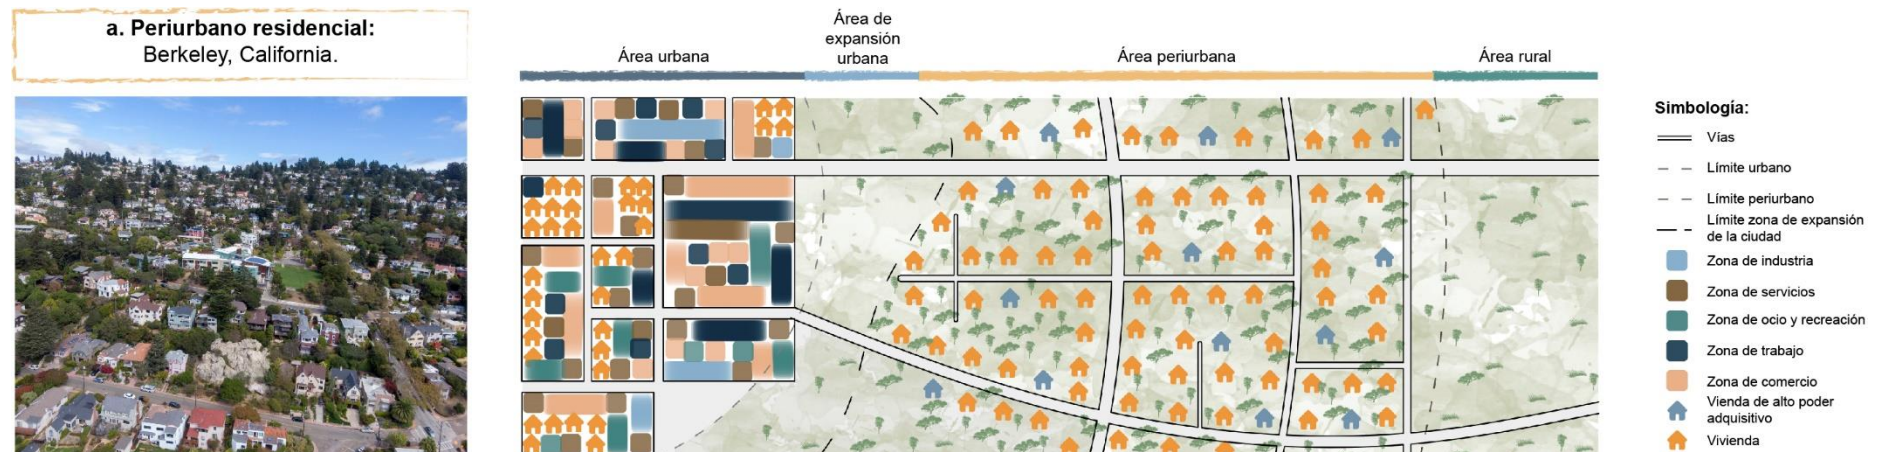 a. Periurbano residencial:
Berkeley, California.
Área urbana
Área de
expansión
urbana
Área periurbana
Área rural
Simbología:
Vías
Límite urbano
Límite periurbano
Límite zona de expansión
de la ciudad
Zona de industria
Zona de servicios
Zona de ocio y recreación
Zona de trabajo
Zona de comercio
Vienda de alto poder
adquisitivo
Vivienda